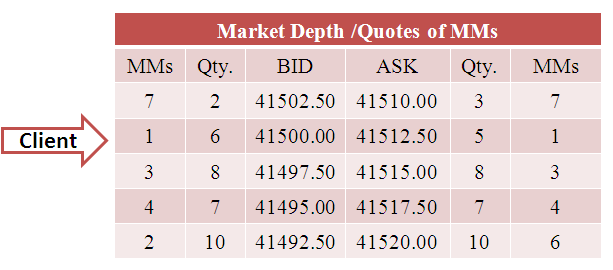 Market Depth /Quotes of MMs
MMs Qty. BID ASK Qty. MMs
7 2 41502.50 41510.00 3 7
Client
1 6 41500.00 41512.50 5 1
3 8 41497.50 41515.00 8 3
4 7 41495.00 41517.50 7 4
2 10 41492.50 41520.00 10 6